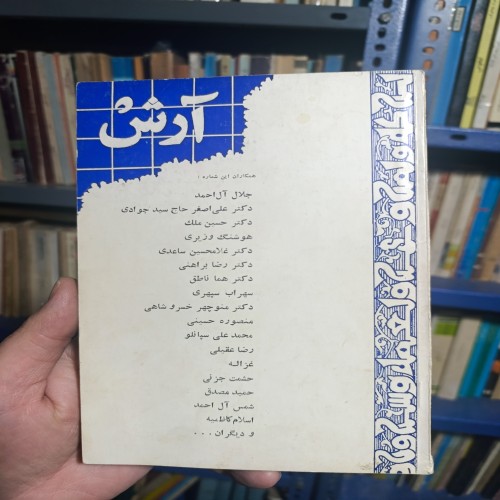 آرش
همکاران این شماره :
جلال آل‌احمد
دکتر علی‌اصغر حاج سید جوادی
دکتر حسین ملک
هوشنگ وزیری
دکتر غلامحسین ساعدی
دکتر رضا براهنی
دکتر هما ناطق
سهراب سپهری
دکتر منوچهر خسروشاهی
منصوره حسینی
محمد علی سپانلو
رضا عقیلی
غزاله
حشمت جزنی
حمید مصدق
شمس آل احمد
اسلام کاظمیه
و دیگران . . .